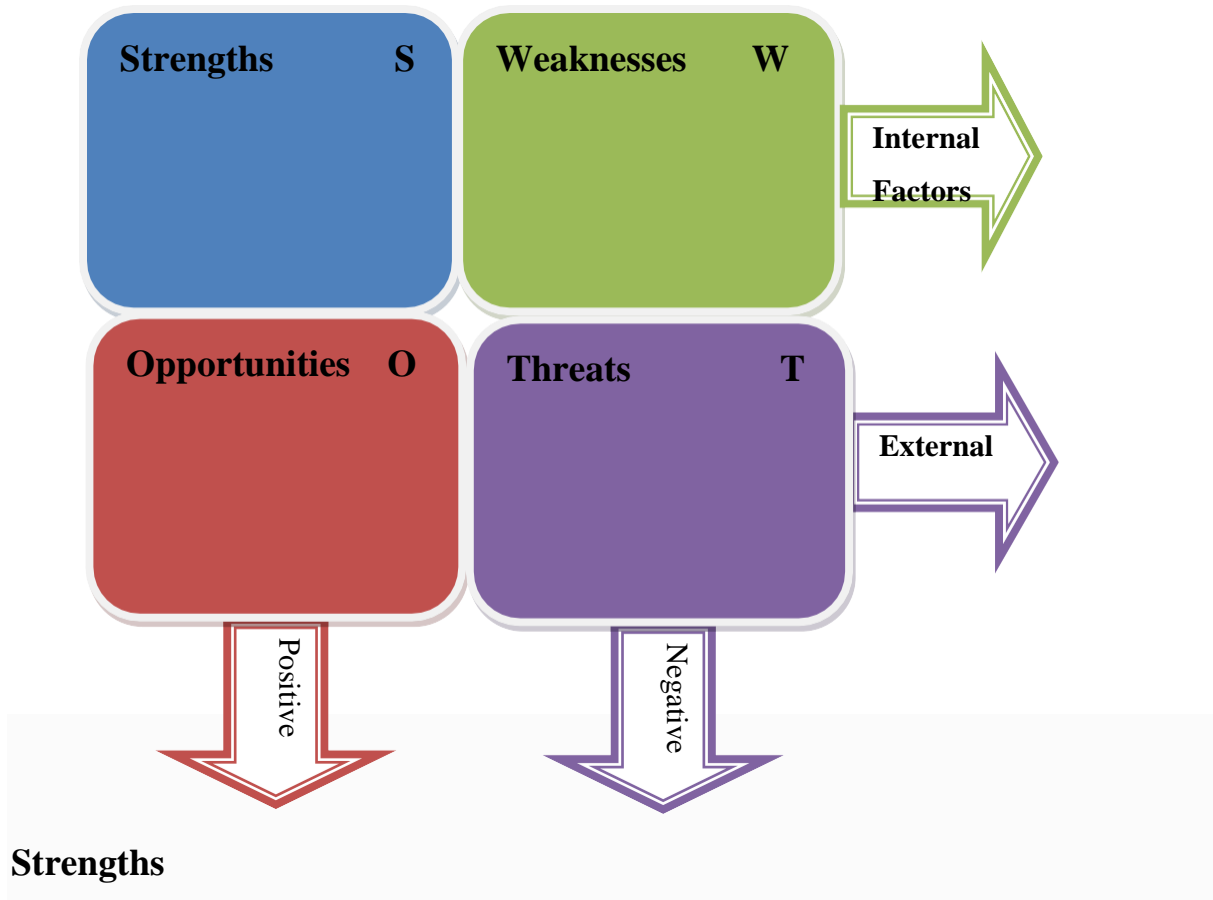 Strengths S
Weaknesses W
Internal
Factors
Opportunities O
Threats T
External
Positive
Negative
Strengths